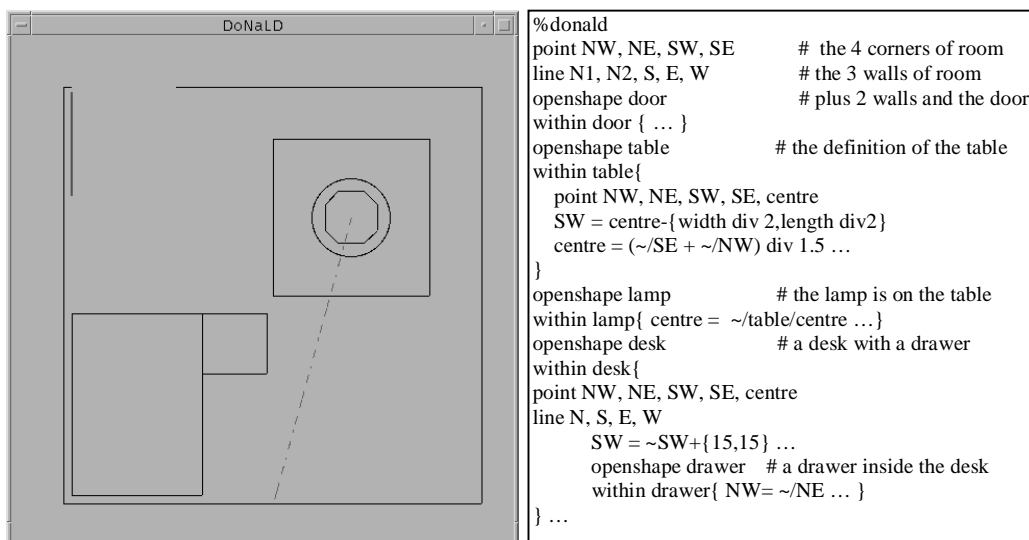 DoNaLD
%donald
point NW, NE, SW, SE # the 4 corners of room
line N1, N2, S, E, W # the 3 walls of room
openshape door # plus 2 walls and the door
within door { … }
openshape table # the definition of the table
within table{
point NW, NE, SW, SE, centre
SW = centre-{width div 2,length div2}
centre = (~/SE + ~/NW) div 1.5 …
}
openshape lamp # the lamp is on the table
within lamp{ centre = ~/table/centre …}
openshape desk # a desk with a drawer
within desk{
point NW, NE, SW, SE, centre
line N, S, E, W
SW = ~SW+{15,15} …
openshape drawer # a drawer inside the desk
within drawer{ NW= ~/NE … }
} …